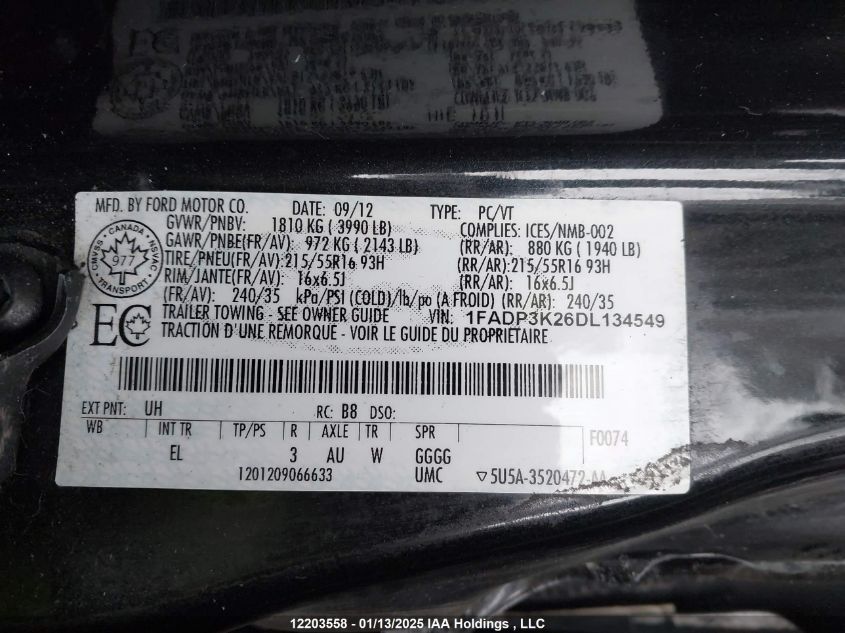 MFD. BY FORD MOTOR CO. DATE: 09/12 TYPE: PC/VT
GVWR/PNBV: 1810 KG ( 3990 LB) COMPLIES: ICES/NMB-002
GAWR/PNBE(FR/AV): 972 KG ( 2143 LB) (RR/AR): 880 KG ( 1940 LB)
TIRE/PNEU(FR/AV):215/55R16 93H (RR/AR):215/55R16 93H
RIM/JANTE(FR/AV): 16x6.5J (RR/AR): 16x6.5J
(FR/AV): 240/35 kPa/PSI (COLD)/lb/po (A FROID) (RR/AR): 240/35
TRAILER TOWING - SEE OWNER GUIDE VIN: 1FADP3K26DL134549
TRACTION D'UNE REMORQUE - VOIR LE GUIDE DU PROPRIÉTAIRE
CANADA
CMVSS NSVAC
977
TRANSPORT
EC
EXT PNT: UH RC: B8 DSO:
WB INT TR TP/PS R AXLE TR SPR F0074
EL 3 AU W GGGG
1201209066633 UMC ▽5U5A-3520472-AA
12203558 - 01/13/2025 IAA Holdings , LLC